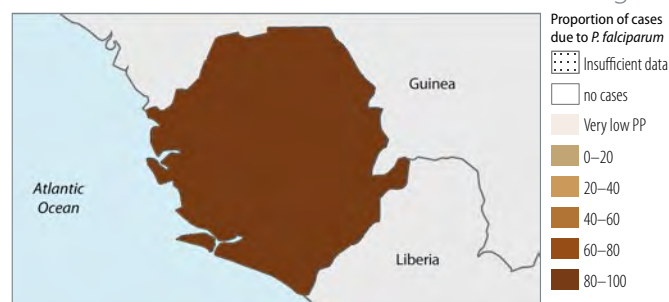 Proportion of cases
due to P. falciparum
Insufficient data
no cases
Very low PP
0–20
20–40
40–60
60–80
80–100
Guinea
Atlantic
Ocean
Liberia